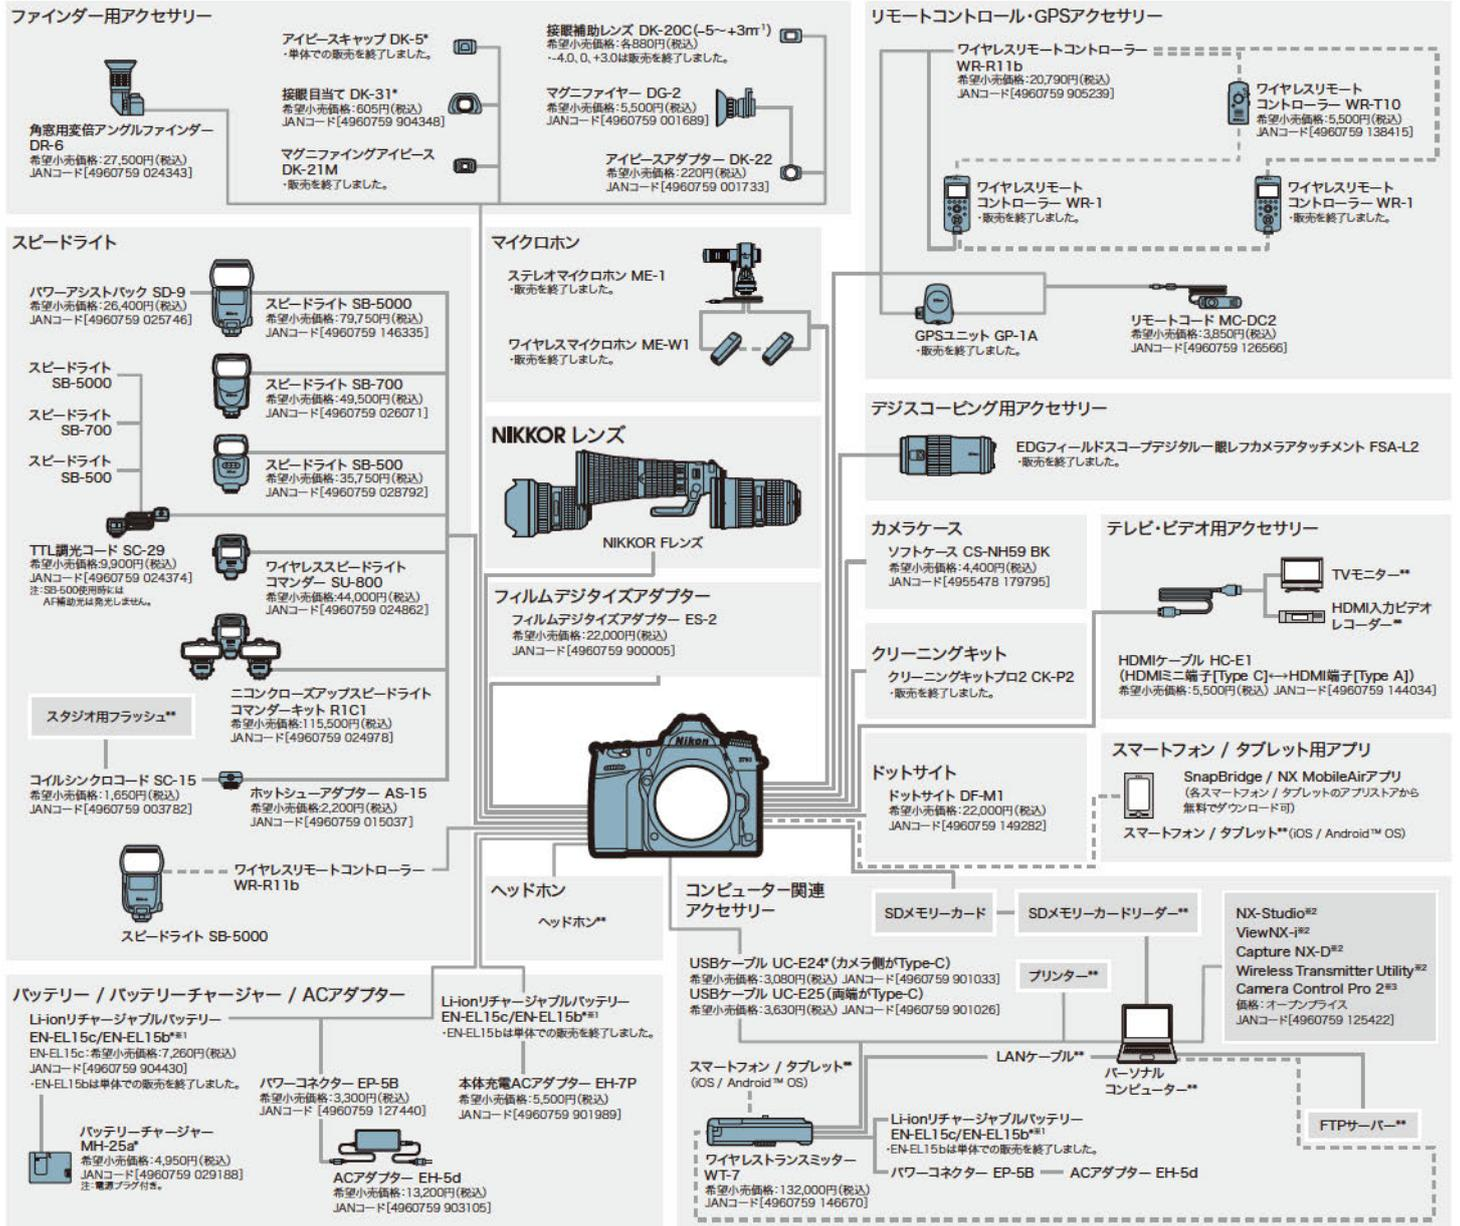 ファインダー用アクセサリー
角窓用変倍アングルファインダー
DR-6
希望小売価格：27,500円(税込)
JANコード[4960759 024343]
アイピースキャップ DK-5*
・単体での販売を終了しました。
接眼目当て DK-31*
希望小売価格：605円(税込)
JANコード[4960759 904348]
マグニファイングアイピース
DK-21M
・販売を終了しました。
接眼補助レンズ DK-20C(-5～+3m⁻¹)
希望小売価格：各880円(税込)
・-4.0、0、+3.0は販売を終了しました。
マグニファイヤー DG-2
希望小売価格：5,500円(税込)
JANコード[4960759 001689]
アイピースアダプター DK-22
希望小売価格：220円(税込)
JANコード[4960759 001733]
リモートコントロール・GPSアクセサリー
ワイヤレスリモートコントローラー
WR-R11b
希望小売価格：20,790円(税込)
JANコード[4960759 905239]
ワイヤレスリモート
コントローラー WR-T10
希望小売価格：5,500円(税込)
JANコード[4960759 138415]
ワイヤレスリモート
コントローラー WR-1
・販売を終了しました。
ワイヤレスリモート
コントローラー WR-1
・販売を終了しました。
GPSユニット GP-1A
・販売を終了しました。
リモートコード MC-DC2
希望小売価格：3,850円(税込)
JANコード[4960759 126566]
スピードライト
パワーアシストパック SD-9
希望小売価格：26,400円(税込)
JANコード[4960759 025746]
スピードライト SB-5000
希望小売価格：79,750円(税込)
JANコード[4960759 146335]
スピードライト
SB-5000
スピードライト
SB-700
スピードライト
SB-500
スピードライト SB-700
希望小売価格：49,500円(税込)
JANコード[4960759 026071]
スピードライト SB-500
希望小売価格：35,750円(税込)
JANコード[4960759 028792]
TTL調光コード SC-29
希望小売価格：9,900円(税込)
JANコード[4960759 024374]
注：SB-500使用時には
AF補助光は発光しません。
ワイヤレススピードライト
コマンダー SU-800
希望小売価格：44,000円(税込)
JANコード[4960759 024862]
ニコンクローズアップスピードライト
コマンダーキット R1C1
希望小売価格：115,500円(税込)
JANコード[4960759 024978]
スタジオ用フラッシュ**
コイルシンクロコード SC-15
希望小売価格：1,650円(税込)
JANコード[4960759 003782]
ホットシューアダプター AS-15
希望小売価格：2,200円(税込)
JANコード[4960759 015037]
ワイヤレスリモートコントローラー
WR-R11b
スピードライト SB-5000
マイクロホン
ステレオマイクロホン ME-1
・販売を終了しました。
ワイヤレスマイクロホン ME-W1
・販売を終了しました。
NIKKOR レンズ
NIKKOR Fレンズ
フィルムデジタイズアダプター
フィルムデジタイズアダプター ES-2
希望小売価格：22,000円(税込)
JANコード[4960759 900005]
Nikon
デジスコーピング用アクセサリー
EDGフィールドスコープデジタル一眼レフカメラアタッチメント FSA-L2
・販売を終了しました。
カメラケース
ソフトケース CS-NH59 BK
希望小売価格：4,400円(税込)
JANコード[4955478 179795]
クリーニングキット
クリーニングキットプロ2 CK-P2
・販売を終了しました。
ドットサイト
ドットサイト DF-M1
希望小売価格：22,000円(税込)
JANコード[4960759 149282]
テレビ・ビデオ用アクセサリー
TVモニター**
HDMI入力ビデオ
レコーダー**
HDMIケーブル HC-E1
(HDMIミニ端子[Type C]←→HDMI端子[Type A])
希望小売価格：5,500円(税込) JANコード[4960759 144034]
スマートフォン / タブレット用アプリ
SnapBridge / NX MobileAirアプリ
(各スマートフォン / タブレットのアプリストアから
無料でダウンロード可)
スマートフォン / タブレット**(iOS / Android™ OS)
ヘッドホン
ヘッドホン**
バッテリー / バッテリーチャージャー / ACアダプター
Li-ionリチャージャブルバッテリー
EN-EL15c/EN-EL15b*※1
EN-EL15c：希望小売価格：7,260円(税込)
JANコード[4960759 904430]
・EN-EL15bは単体での販売を終了しました。
バッテリーチャージャー
MH-25a*
希望小売価格：4,950円(税込)
JANコード[4960759 029188]
注：電源プラグ付き。
パワーコネクター EP-5B
希望小売価格：3,300円(税込)
JANコード [4960759 127440]
ACアダプター EH-5d
希望小売価格：13,200円(税込)
JANコード[4960759 903105]
Li-ionリチャージャブルバッテリー
EN-EL15c/EN-EL15b*※1
・EN-EL15bは単体での販売を終了しました。
本体充電ACアダプター EH-7P
希望小売価格：5,500円(税込)
JANコード[4960759 901989]
コンピューター関連
アクセサリー
SDメモリーカード
SDメモリーカードリーダー**
USBケーブル UC-E24*(カメラ側がType-C)
希望小売価格：3,080円(税込) JANコード[4960759 901033]
USBケーブル UC-E25(両端がType-C)
希望小売価格：3,630円(税込) JANコード[4960759 901026]
プリンター**
NX-Studio※2
ViewNX-i※2
Capture NX-D※2
Wireless Transmitter Utility※2
Camera Control Pro 2※3
価格：オープンプライス
JANコード[4960759 125422]
スマートフォン / タブレット**
(iOS / Android™ OS)
LANケーブル**
パーソナル
コンピューター**
FTPサーバー**
ワイヤレストランスミッター
WT-7
希望小売価格：132,000円(税込)
JANコード[4960759 146670]
Li-ionリチャージャブルバッテリー
EN-EL15c/EN-EL15b*※1
・EN-EL15bは単体での販売を終了しました。
パワーコネクター EP-5B
ACアダプター EH-5d